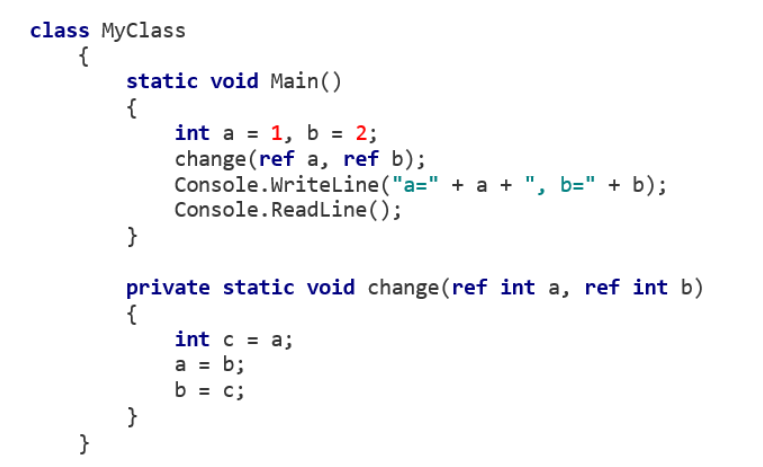 class MyClass
{
static void Main()
{
int a = 1, b = 2;
change(ref a, ref b);
Console.WriteLine("a=" + a + ", b=" + b);
Console.ReadLine();
}
private static void change(ref int a, ref int b)
{
int c = a;
a = b;
b = c;
}
}